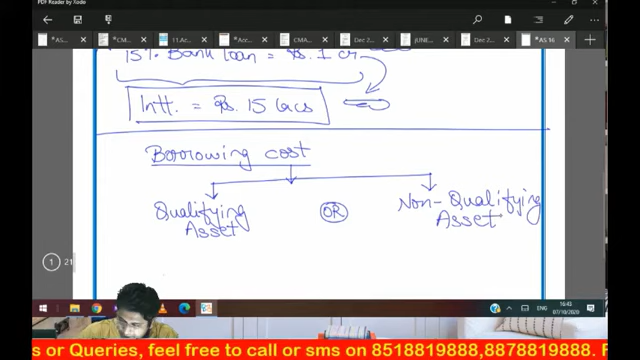 PDF Reader by Xodo
*AS
*CM
11.Ac
*Acc
CMA
Dec 2
jUNE
Dec 2
*AS 16
15% Bank loan = Rs. 1 cr
Intt. = Rs. 15 lacs
Borrowing cost
Qualifying OR Non-Qualifying
Asset Asset
1 21
ENG 16:45
07/10/2020
s or Queries, feel free to call or sms on 8518819888,8878819888. F